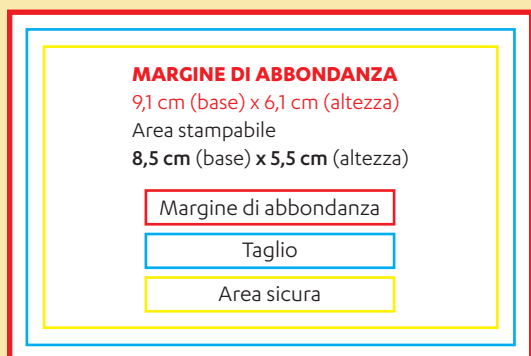 MARGINE DI ABBONDANZA
9,1 cm (base) x 6,1 cm (altezza)
Area stampabile
8,5 cm (base) x 5,5 cm (altezza)
Margine di abbondanza
Taglio
Area sicura